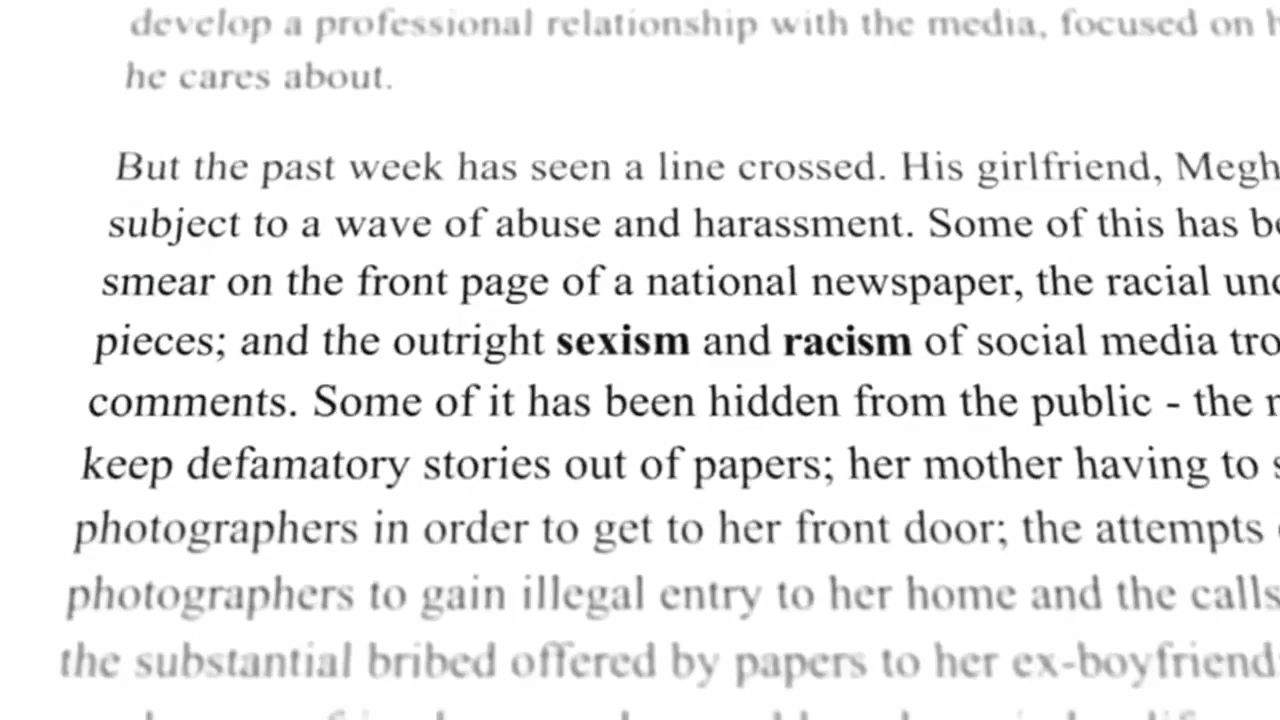 develop a professional relationship with the media, focused on
he cares about.
But the past week has seen a line crossed. His girlfriend, Megh
subject to a wave of abuse and harassment. Some of this has be
smear on the front page of a national newspaper, the racial und
pieces; and the outright sexism and racism of social media tro
comments. Some of it has been hidden from the public - the
keep defamatory stories out of papers; her mother having to
photographers in order to get to her front door; the attempts
photographers to gain illegal entry to her home and the calls
the substantial bribed offered by papers to her ex-boyfriend